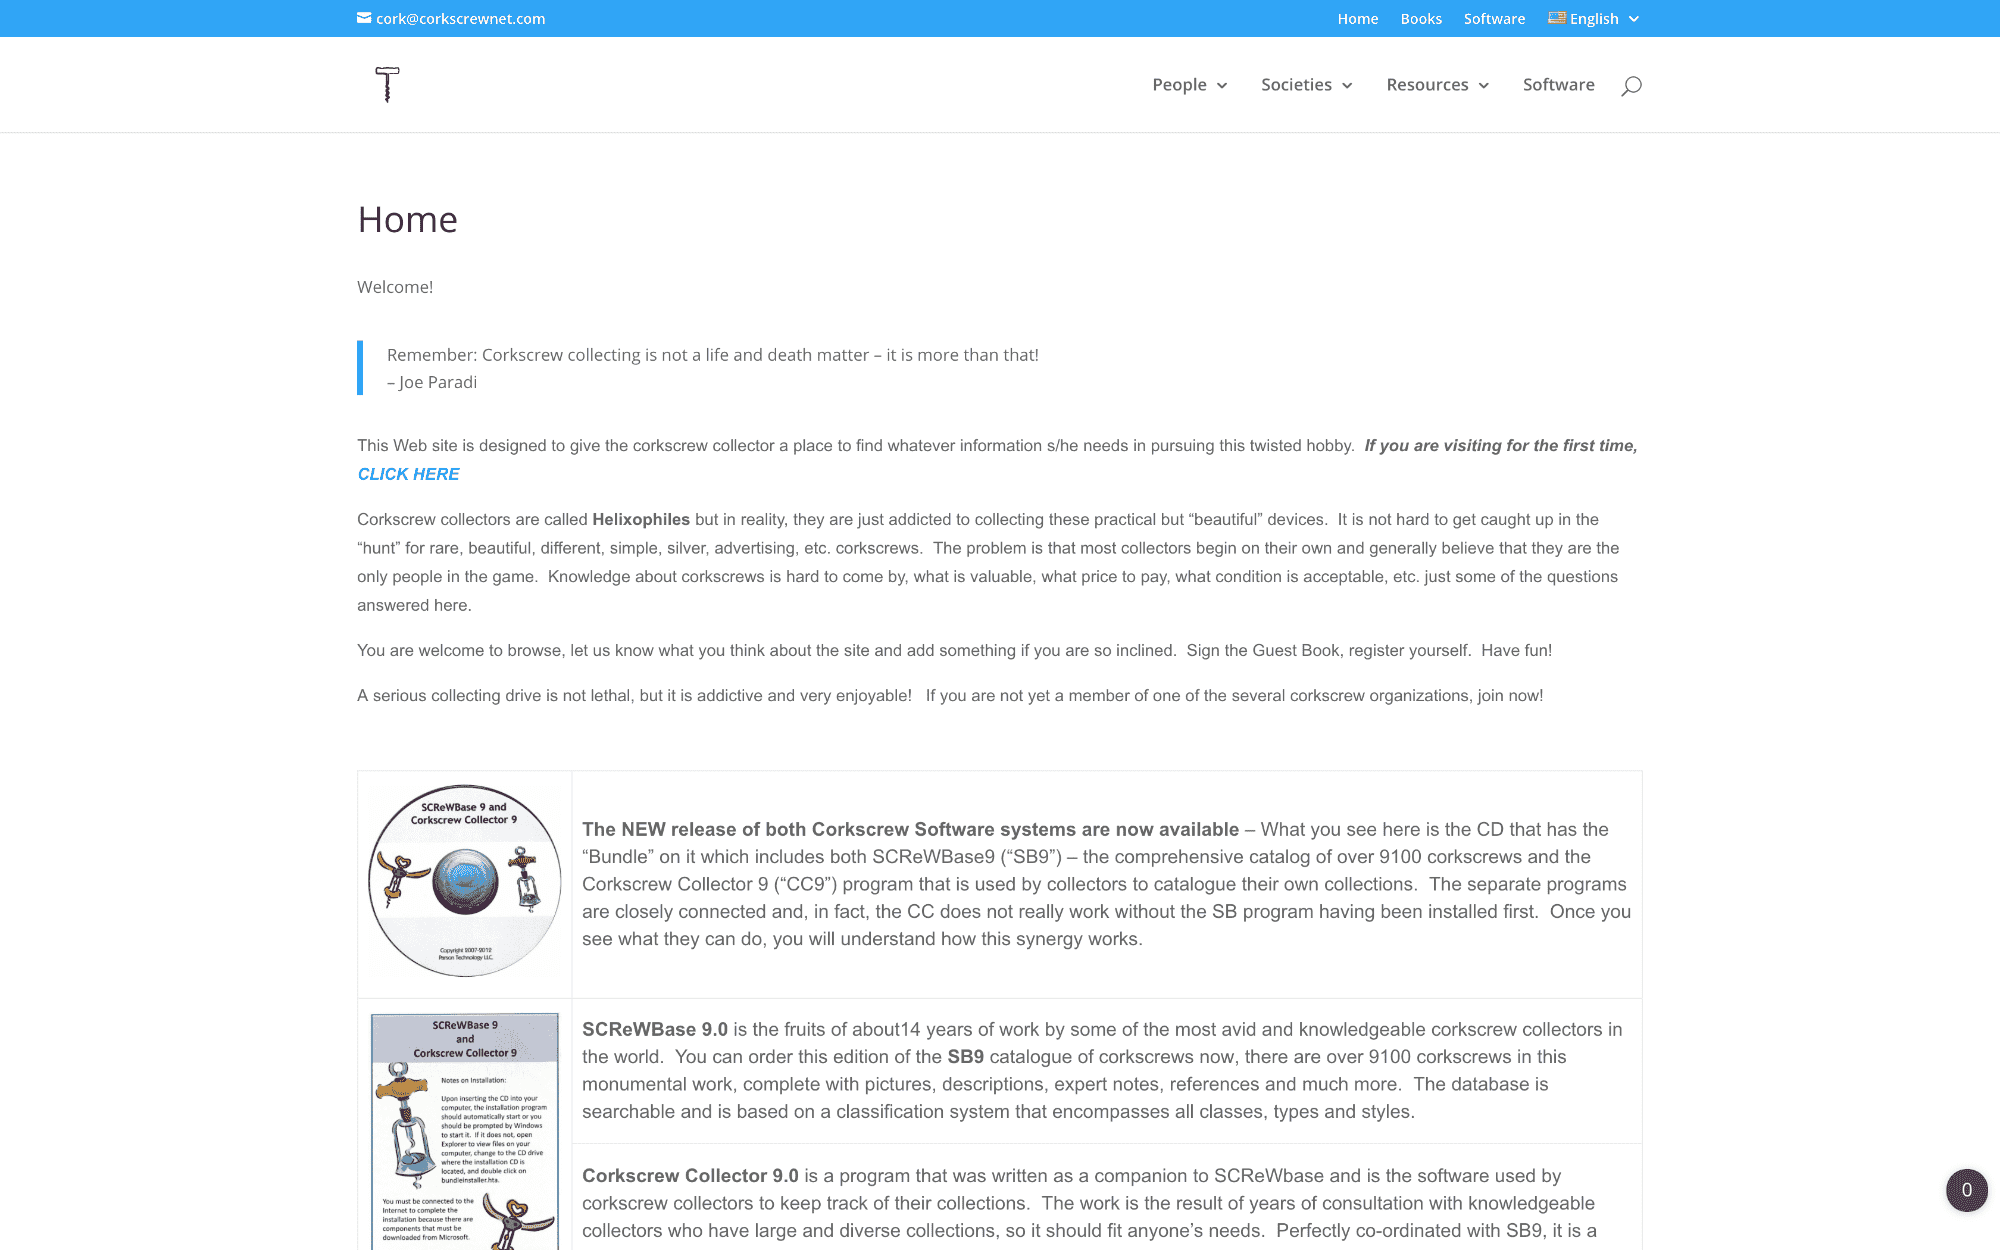 cork@corkscrewnet.com
Home Books Software English
People Societies Resources Software
Home
Welcome!
Remember: Corkscrew collecting is not a life and death matter – it is more than that!
– Joe Paradi
This Web site is designed to give the corkscrew collector a place to find whatever information s/he needs in pursuing this twisted hobby. If you are visiting for the first time,
CLICK HERE
Corkscrew collectors are called Helixophiles but in reality, they are just addicted to collecting these practical but “beautiful” devices. It is not hard to get caught up in the
“hunt” for rare, beautiful, different, simple, silver, advertising, etc. corkscrews. The problem is that most collectors begin on their own and generally believe that they are the
only people in the game. Knowledge about corkscrews is hard to come by, what is valuable, what price to pay, what condition is acceptable, etc. just some of the questions
answered here.
You are welcome to browse, let us know what you think about the site and add something if you are so inclined. Sign the Guest Book, register yourself. Have fun!
A serious collecting drive is not lethal, but it is addictive and very enjoyable! If you are not yet a member of one of the several corkscrew organizations, join now!
SCReWBase 9 and
Corkscrew Collector 9
Copyright 2007-2012
Person Technology LLC.
The NEW release of both Corkscrew Software systems are now available – What you see here is the CD that has the
“Bundle” on it which includes both SCReWBase9 (“SB9”) – the comprehensive catalog of over 9100 corkscrews and the
Corkscrew Collector 9 (“CC9”) program that is used by collectors to catalogue their own collections. The separate programs
are closely connected and, in fact, the CC does not really work without the SB program having been installed first. Once you
see what they can do, you will understand how this synergy works.
SCReWBase 9
and
Corkscrew Collector 9
Notes on Installation:
Upon inserting the CD into your
computer, the installation program
should automatically start or you
should be prompted by Windows
to start it. If it does not, open
Explorer to view files on your
computer, change to the CD drive
where the installation CD is
located, and double click on
bundleinstaller.hta.
You must be connected to the
Internet to complete the
installation because there are
components that must be
downloaded from Microsoft.
SCReWBase 9.0 is the fruits of about14 years of work by some of the most avid and knowledgeable corkscrew collectors in
the world. You can order this edition of the SB9 catalogue of corkscrews now, there are over 9100 corkscrews in this
monumental work, complete with pictures, descriptions, expert notes, references and much more. The database is
searchable and is based on a classification system that encompasses all classes, types and styles.
Corkscrew Collector 9.0 is a program that was written as a companion to SCReWbase and is the software used by
corkscrew collectors to keep track of their collections. The work is the result of years of consultation with knowledgeable
collectors who have large and diverse collections, so it should fit anyone’s needs. Perfectly co-ordinated with SB9, it is a
0